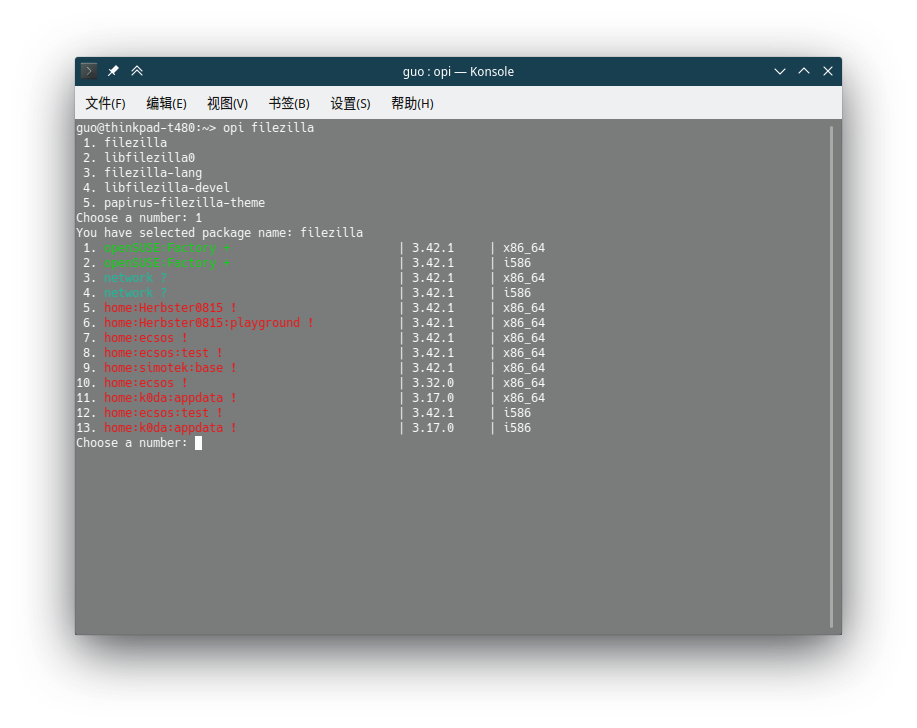 guo : opi — Konsole
文件(F) 编辑(E) 视图(V) 书签(B) 设置(S) 帮助(H)
guo@thinkpad-t480:~> opi filezilla
1. filezilla
2. libfilezilla0
3. filezilla-lang
4. libfilezilla-devel
5. papirus-filezilla-theme
Choose a number: 1
You have selected package name: filezilla
1. openSUSE:Factory | 3.42.1 | x86_64
2. openSUSE:Factory | 3.42.1 | i586
3. network ? | 3.42.1 | x86_64
4. network ? | 3.42.1 | i586
5. home:Herbster0815 ! | 3.42.1 | x86_64
6. home:Herbster0815:playground ! | 3.42.1 | x86_64
7. home:ecsos ! | 3.42.1 | x86_64
8. home:ecsos:test ! | 3.42.1 | x86_64
9. home:simotek:base ! | 3.42.1 | x86_64
10. home:ecsos ! | 3.32.0 | x86_64
11. home:k0da:appdata ! | 3.17.0 | x86_64
12. home:ecsos:test ! | 3.42.1 | i586
13. home:k0da:appdata ! | 3.17.0 | i586
Choose a number: